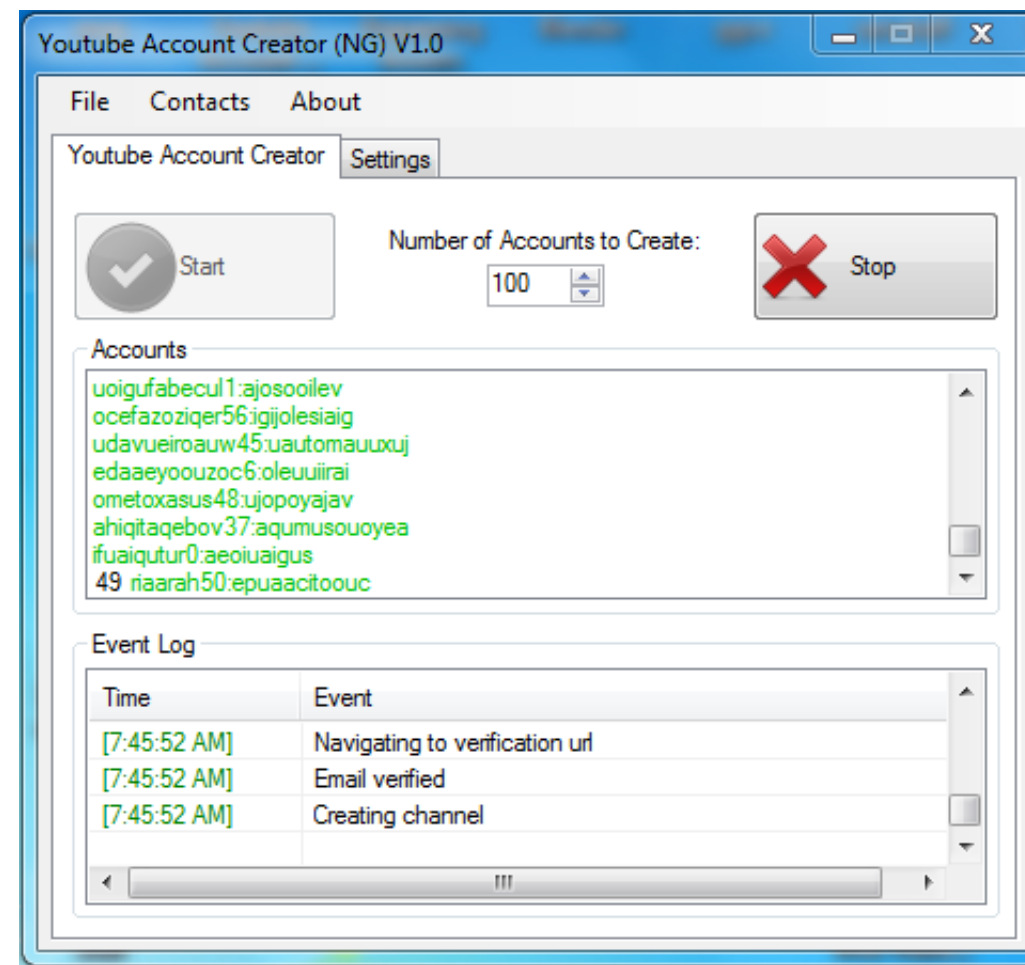 Youtube Account Creator (NG) V1.0
File Contacts About
Youtube Account Creator Settings
Start
Number of Accounts to Create:
100
Stop
Accounts
uoigufabecul1:ajosooilev
ocefazoziqer56:igijolesiaig
udavueiroauw45:uautomauuxuj
edaaeyoouzoc6:oleuuiirai
ometoxasus48:ujopoyajav
ahiqitaqebov37:aqumusouoyea
ifuaiqutur0:aeoiuaigus
49 riaarah50:epuaacitoouc
Event Log
Time Event
[7:45:52 AM] Navigating to verification url
[7:45:52 AM] Email verified
[7:45:52 AM] Creating channel